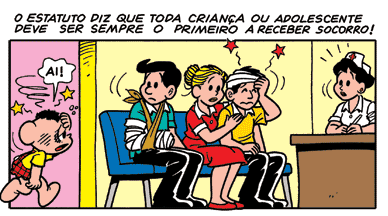 O ESTATUTO DIZ QUE TODA CRIANÇA OU ADOLESCENTE
DEVE SER SEMPRE O PRIMEIRO A RECEBER SOCORRO!
AI!